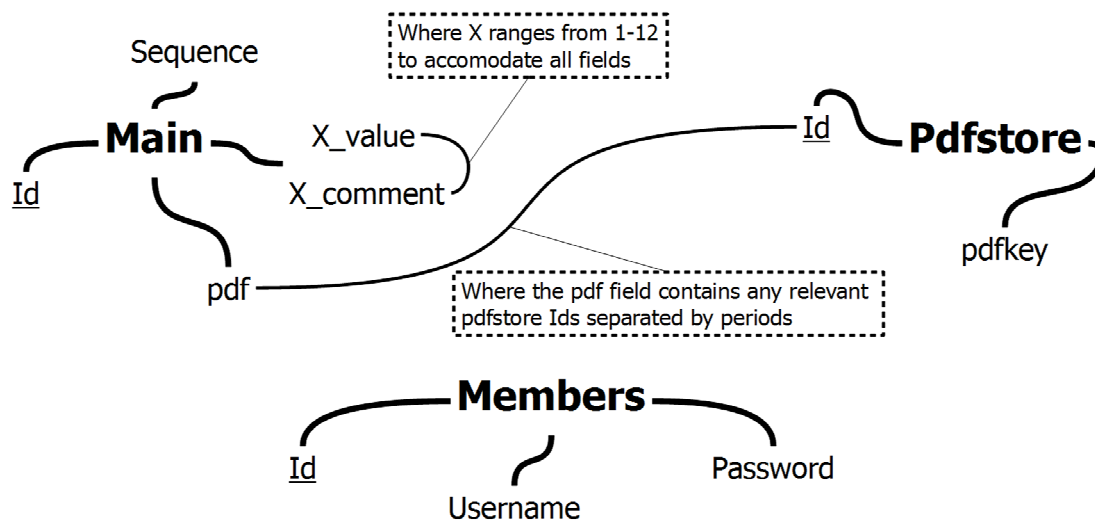 Where X ranges from 1-12
to accomodate all fields
Sequence
Main
X_value
X_comment
Id
pdf
Id
Pdfstore
pdfkey
Where the pdf field contains any relevant
pdfstore Ids separated by periods
Members
Id
Username
Password